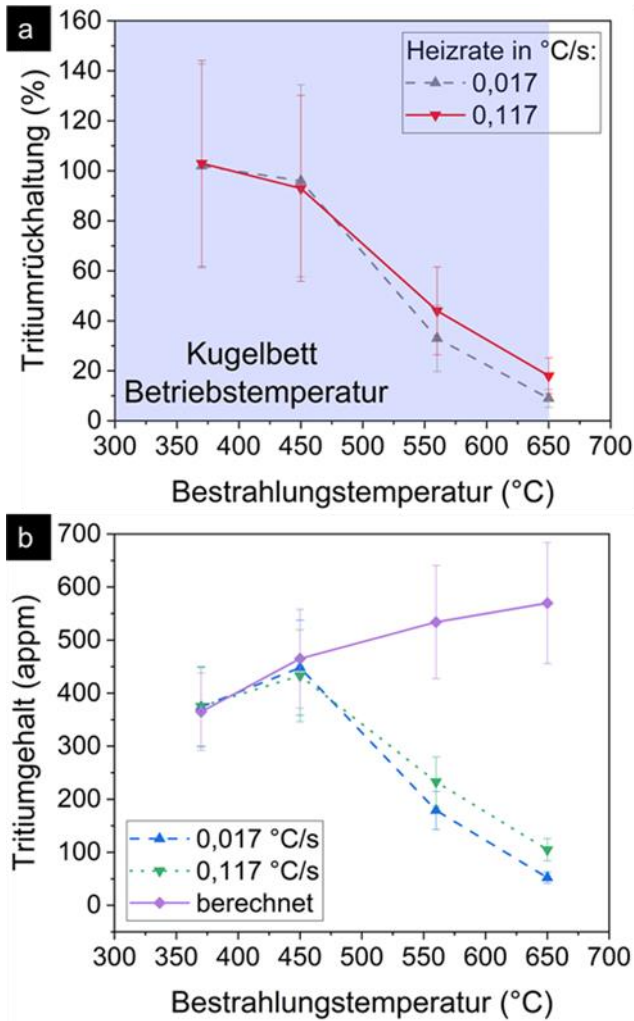 a
160
140
120
100
80
60
40
20
0
Tritiumrückhaltung (%)
Heizrate in °C/s:
0,017
0,117
Kugelbett
Betriebstemperatur
300 350 400 450 500 550 600 650 700
Bestrahlungstemperatur (°C)
b
700
600
500
400
300
200
100
0
Tritiumgehalt (appm)
0,017 °C/s
0,117 °C/s
berechnet
300 350 400 450 500 550 600 650 700
Bestrahlungstemperatur (°C)